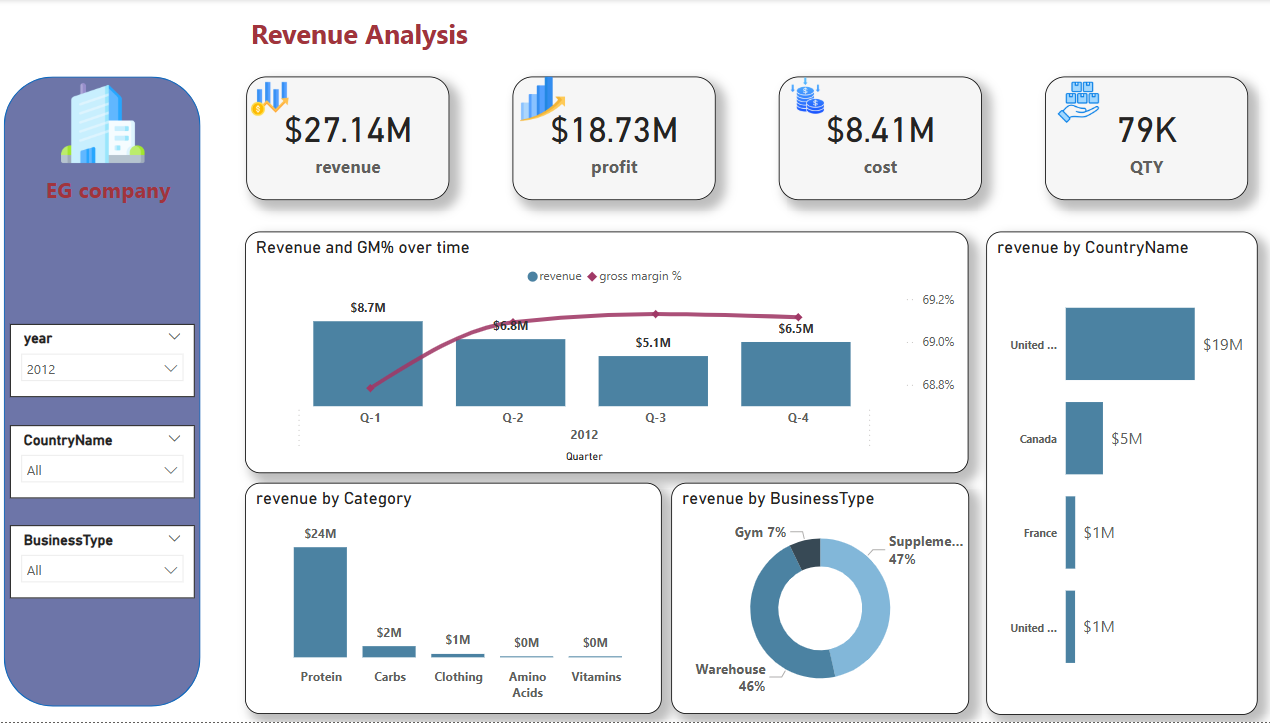 Revenue Analysis
EG company
year
2012
CountryName
All
BusinessType
All
$27.14M
revenue
$18.73M
profit
$8.41M
cost
79K
QTY
Revenue and GM% over time
revenue gross margin %
$8.7M
$6.8M
$5.1M
$6.5M
69.2%
69.0%
68.8%
Q-1 Q-2 Q-3 Q-4
2012
Quarter
revenue by CountryName
United ... $19M
Canada $5M
France $1M
United ... $1M
revenue by Category
$24M
$2M
$1M
$0M
$0M
Protein Carbs Clothing Amino Vitamins
Acids
revenue by BusinessType
Gym 7%
Suppleme...
47%
Warehouse
46%